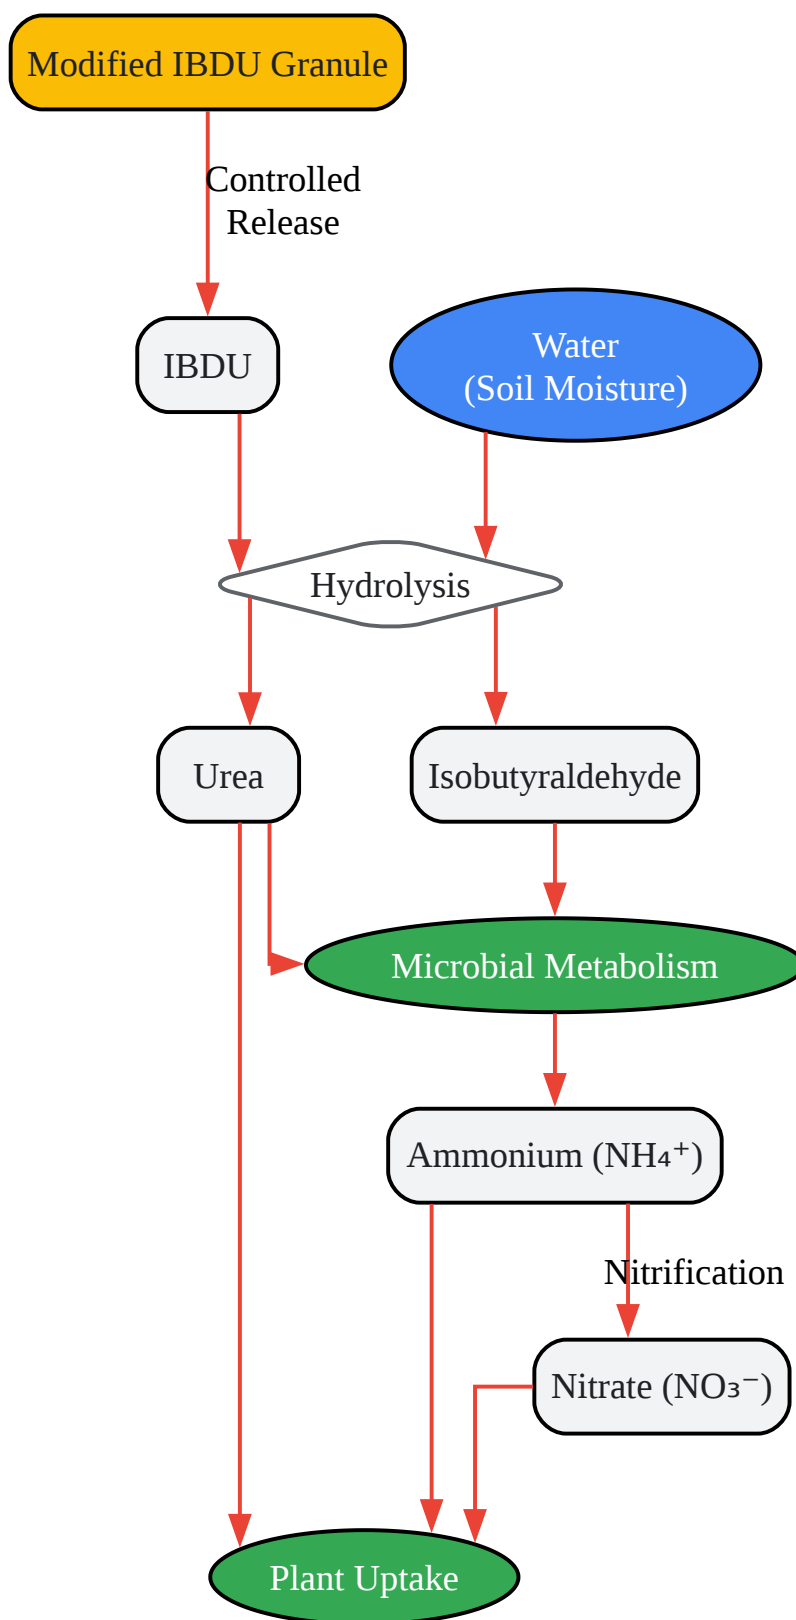 Modified IBDU Granule
Controlled
Release
IBDU
Water
(Soil Moisture)
Hydrolysis
Urea
Isobutyraldehyde
Microbial Metabolism
Ammonium (NH₄⁺)
Nitrification
Nitrate (NO₃⁻)
Plant Uptake